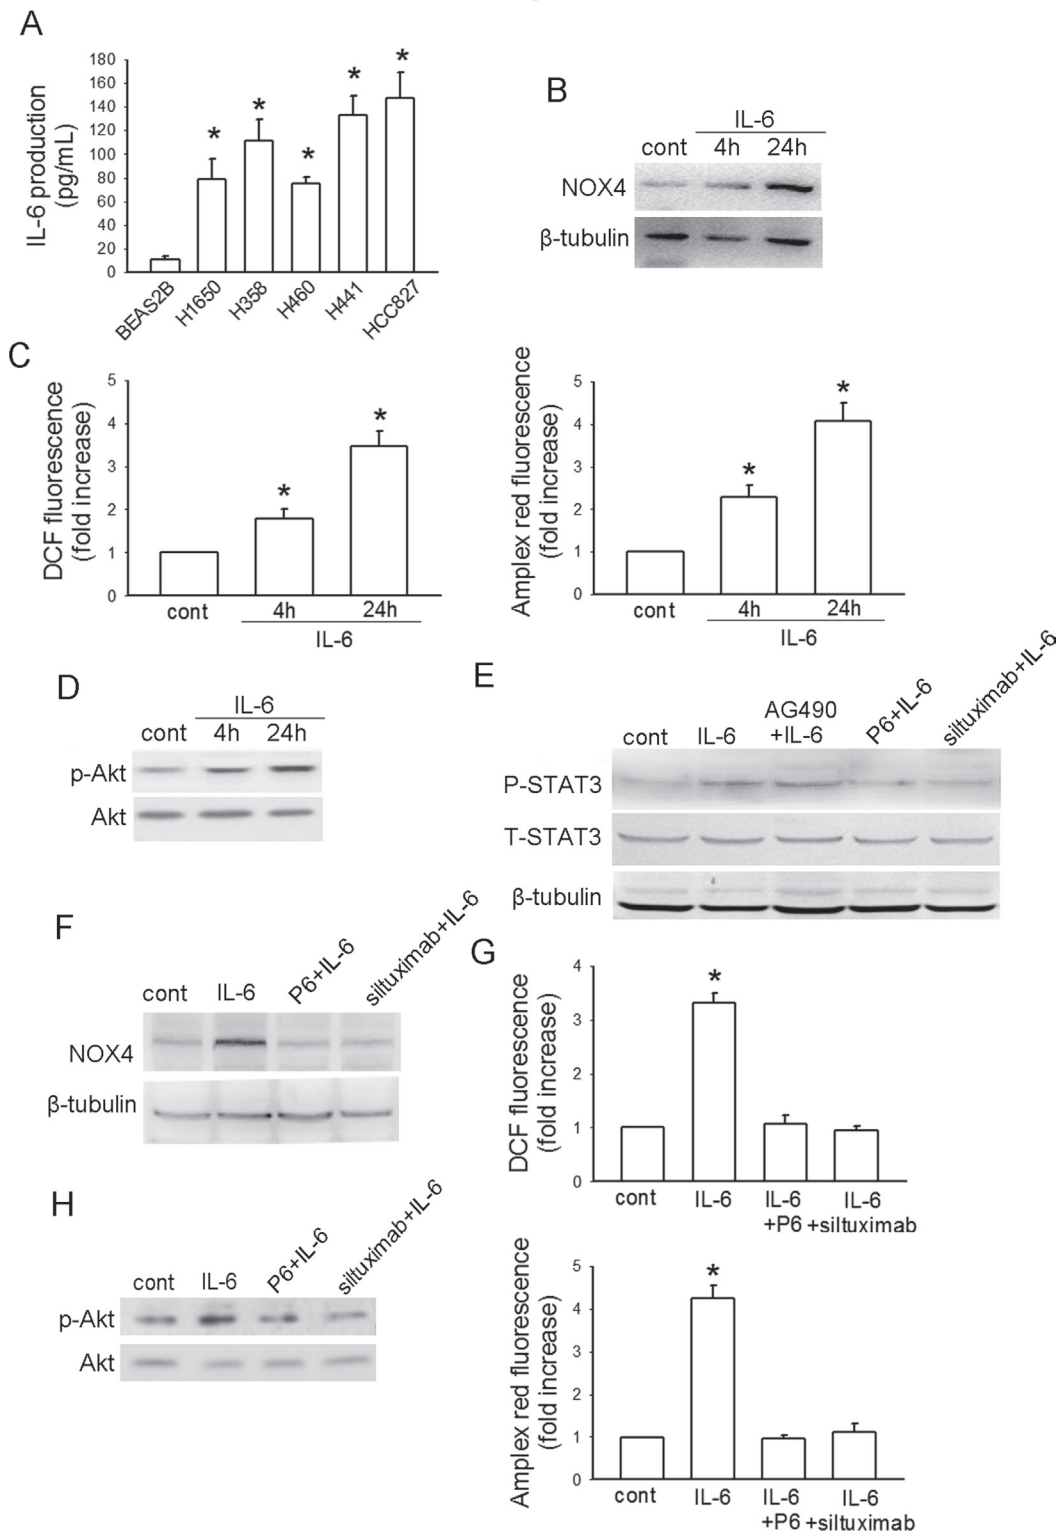 A
IL-6 production
(pg/mL)
180
160
140
120
100
80
60
40
20
0
*
*
*
*
*
BEAS2B
H1650
H358
H460
H441
HCC827
B
IL-6
cont 4h 24h
NOX4
β-tubulin
C
DCF fluorescence
(fold increase)
5
4
3
2
1
0
*
*
cont 4h 24h
IL-6
Amplex red fluorescence
(fold increase)
5
4
3
2
1
0
*
*
cont 4h 24h
IL-6
D
IL-6
cont 4h 24h
p-Akt
Akt
E
cont
IL-6
AG490
+IL-6
P6+IL-6
siltuximab+IL-6
P-STAT3
T-STAT3
β-tubulin
F
cont
IL-6
P6+IL-6
siltuximab+IL-6
NOX4
β-tubulin
G
DCF fluorescence
(fold increase)
4
3
2
1
0
*
cont IL-6 IL-6 IL-6
+P6 +siltuximab
Amplex red fluorescence
(fold increase)
5
4
3
2
1
0
*
cont IL-6 IL-6 IL-6
+P6 +siltuximab
H
cont
IL-6
P6+IL-6
siltuximab+IL-6
p-Akt
Akt